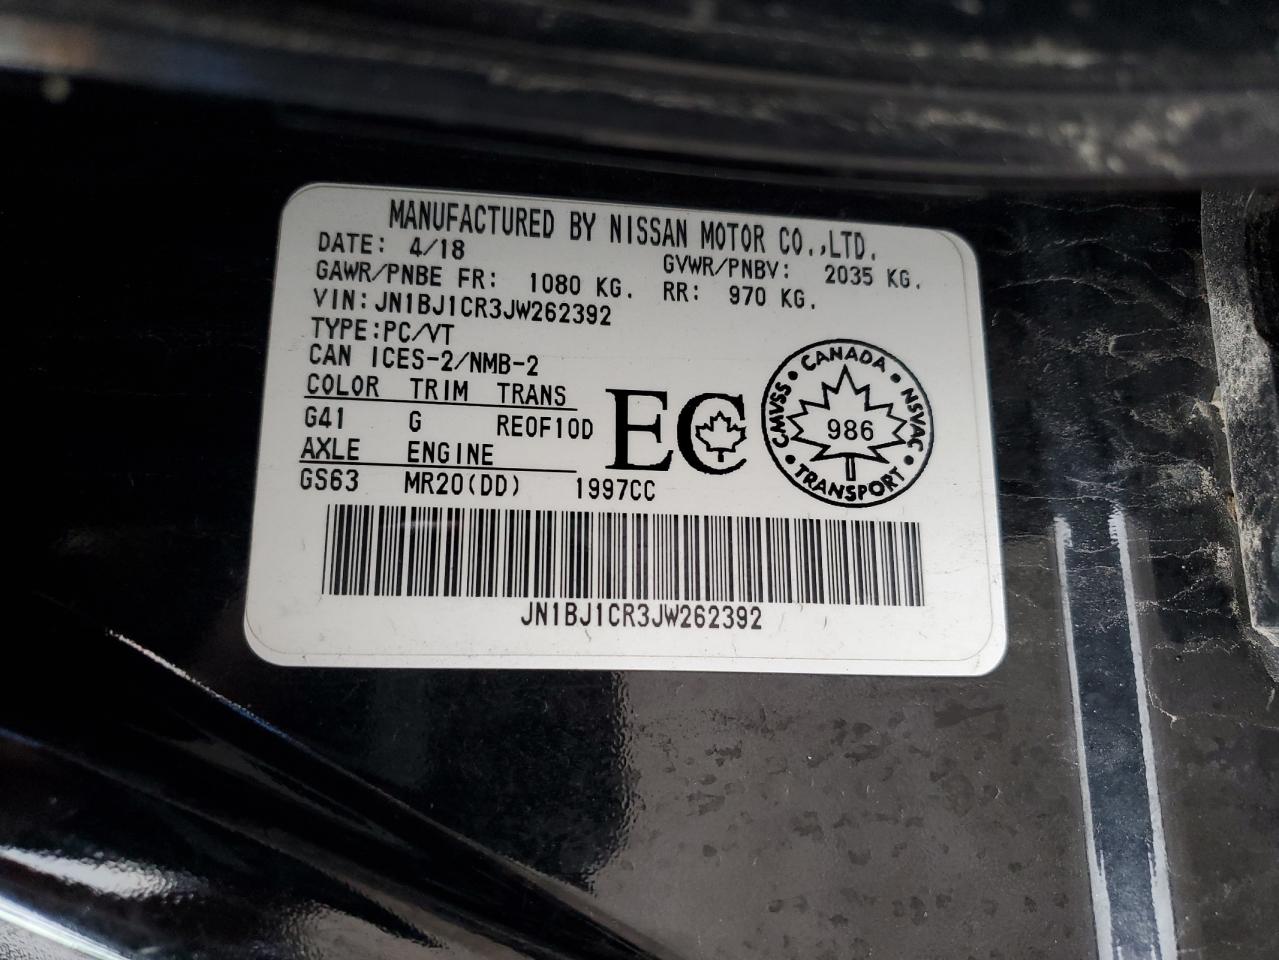 MANUFACTURED BY NISSAN MOTOR CO.,LTD.
DATE: 4/18 GVWR/PNBV: 2035 KG.
GAWR/PNBE FR: 1080 KG. RR: 970 KG.
VIN:JN1BJ1CR3JW262392
TYPE:PC/VT
CAN ICES-2/NMB-2
COLOR TRIM TRANS
G41 G RE0F10D
AXLE ENGINE
GS63 MR20(DD) 1997CC
EC
CANADA • NSVAC • TRANSPORT • CMVSS •
986
JN1BJ1CR3JW262392